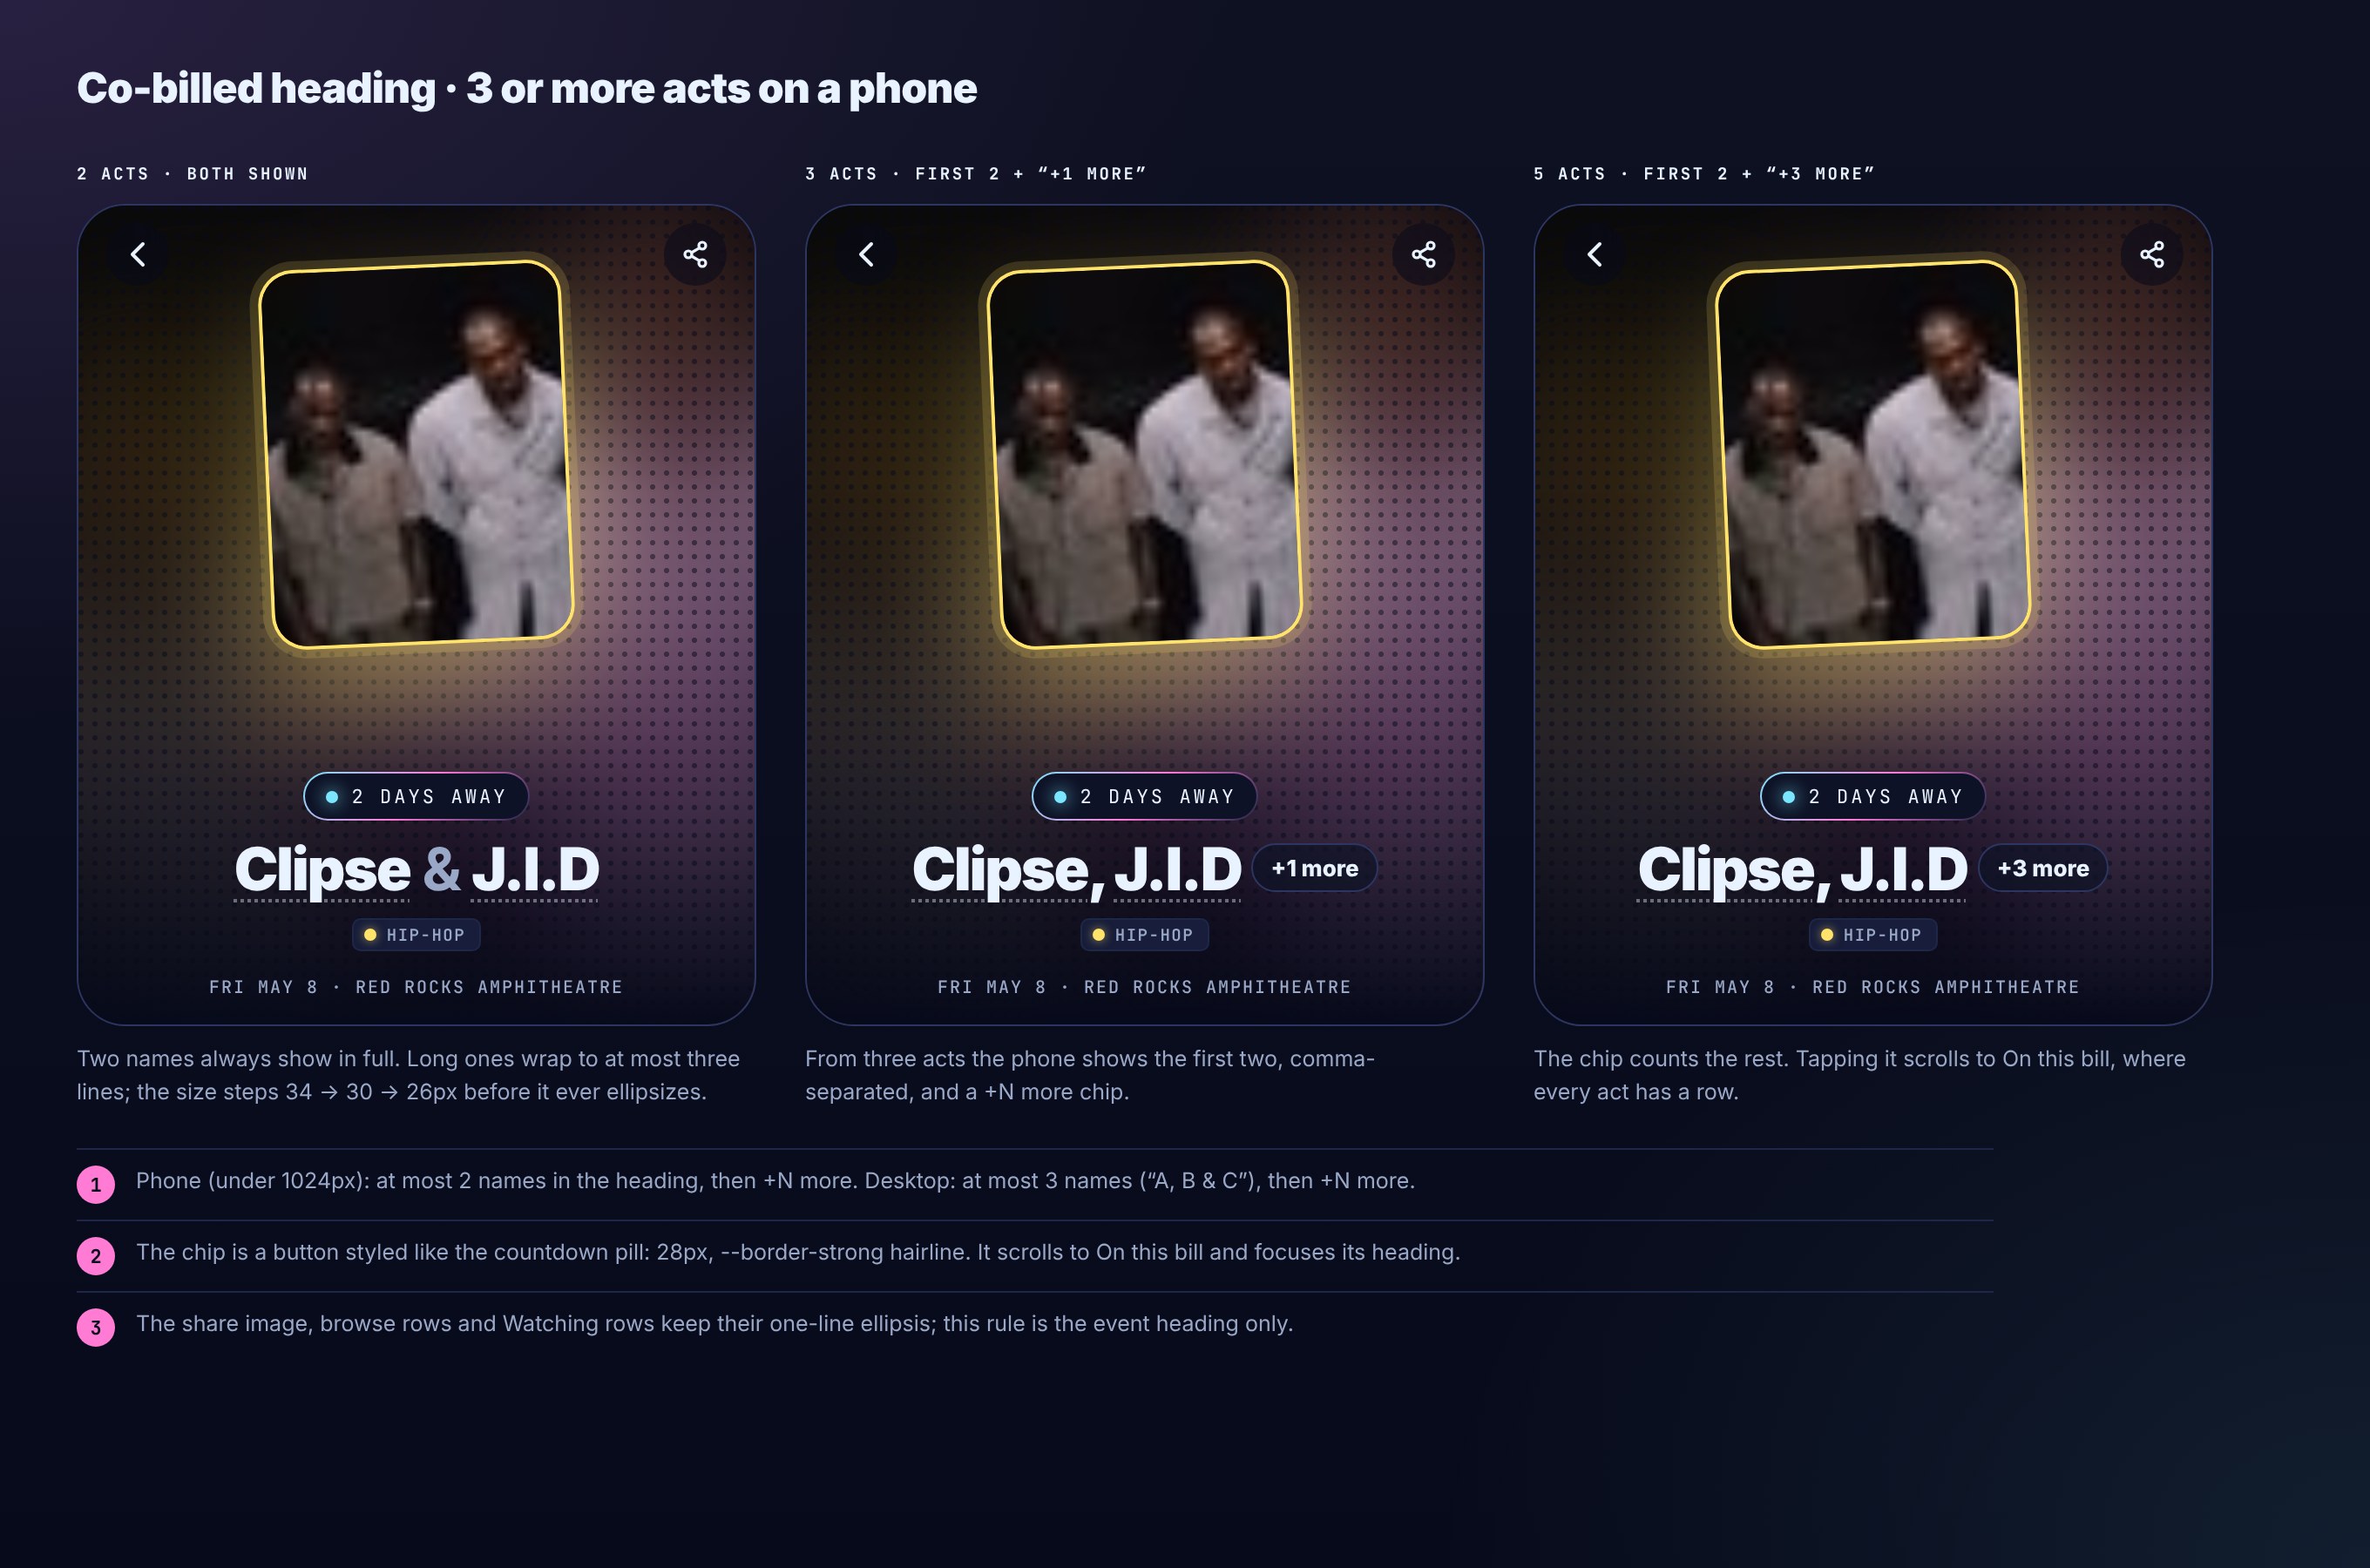 Co-billed heading · 3 or more acts on a phone
2 ACTS · BOTH SHOWN
2 DAYS AWAY
Clipse & J.I.D
HIP-HOP
FRI MAY 8 · RED ROCKS AMPHITHEATRE
Two names always show in full. Long ones wrap to at most three
lines; the size steps 34 → 30 → 26px before it ever ellipsizes.
3 ACTS · FIRST 2 + “+1 MORE”
2 DAYS AWAY
Clipse, J.I.D +1 more
HIP-HOP
FRI MAY 8 · RED ROCKS AMPHITHEATRE
From three acts the phone shows the first two, comma-
separated, and a +N more chip.
5 ACTS · FIRST 2 + “+3 MORE”
2 DAYS AWAY
Clipse, J.I.D +3 more
HIP-HOP
FRI MAY 8 · RED ROCKS AMPHITHEATRE
The chip counts the rest. Tapping it scrolls to On this bill, where
every act has a row.
1 Phone (under 1024px): at most 2 names in the heading, then +N more. Desktop: at most 3 names (“A, B & C”), then +N more.
2 The chip is a button styled like the countdown pill: 28px, --border-strong hairline. It scrolls to On this bill and focuses its heading.
3 The share image, browse rows and Watching rows keep their one-line ellipsis; this rule is the event heading only.